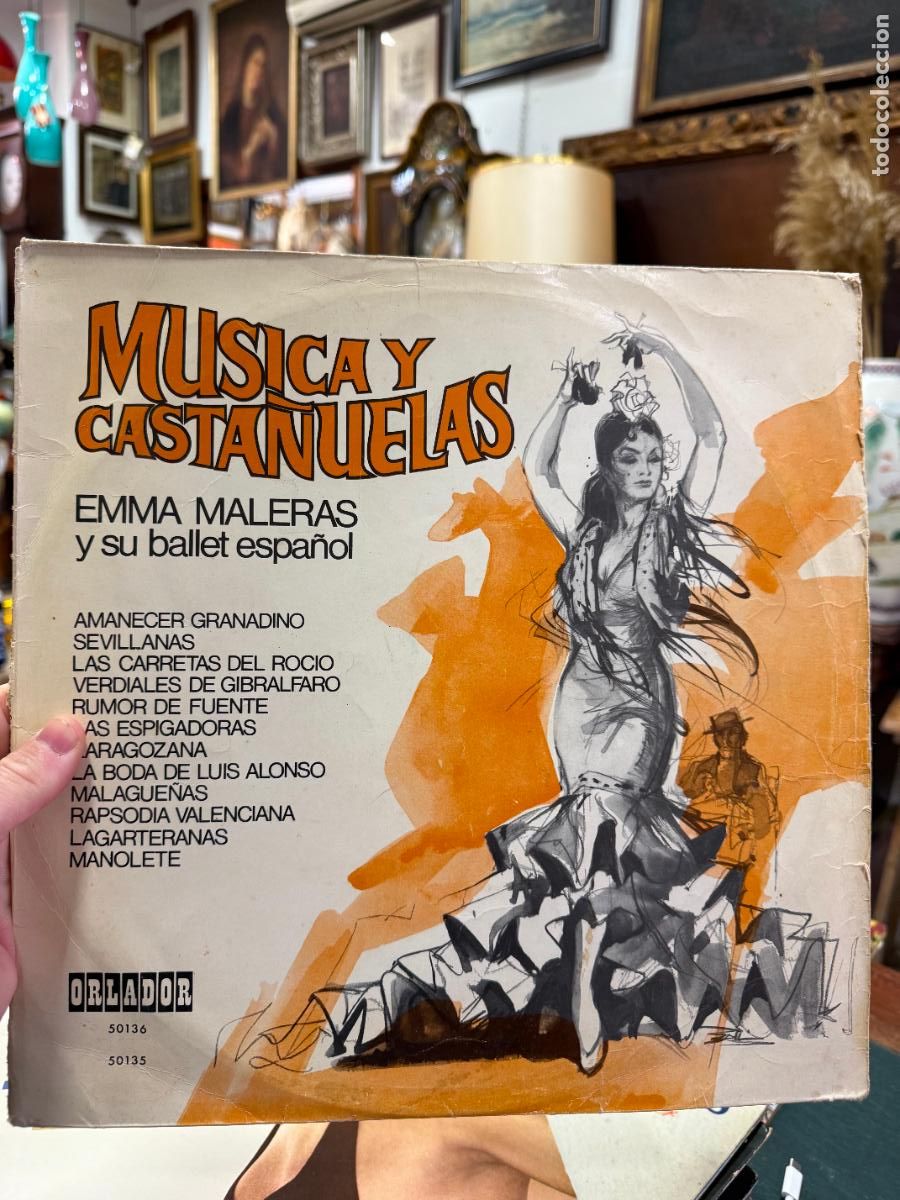 todocoleccion
MUSICA Y
CASTAÑUELAS
EMMA MALERAS
y su ballet español
AMANECER GRANADINO
SEVILLANAS
LAS CARRETAS DEL ROCIO
VERDIALES DE GIBRALFARO
RUMOR DE FUENTE
AS ESPIGADORAS
ARAGOZANA
LA BODA DE LUIS ALONSO
MALAGUEÑAS
RAPSODIA VALENCIANA
LAGARTERANAS
MANOLETE
ORLADOR
50136
50135